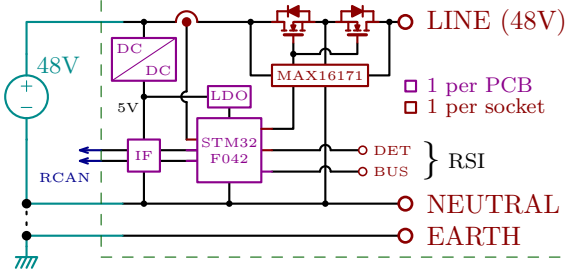 LINE (48V)
DC
DC
48V
+
−
MAX16171
1 per PCB
1 per socket
LDO
5V
STM32
F042
IF
DET
BUS
} RSI
RCAN
NEUTRAL
EARTH